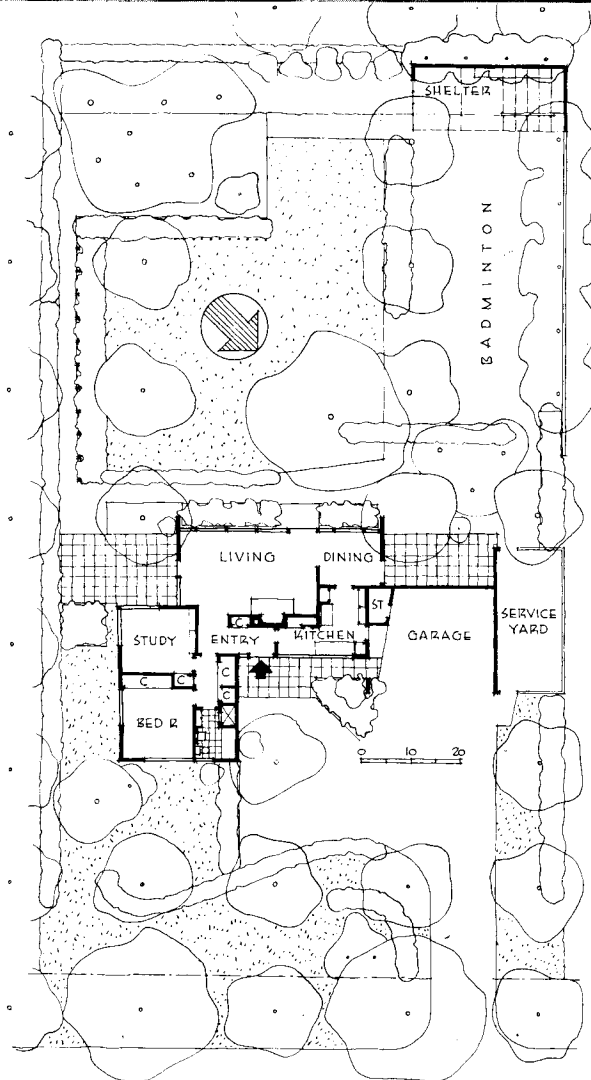 SHELTER
BADMINTON
LIVING
DINING
ST
SERVICE
YARD
C
STUDY
ENTRY
KITCHEN
GARAGE
C
C
C
C
BED R
0 10 20